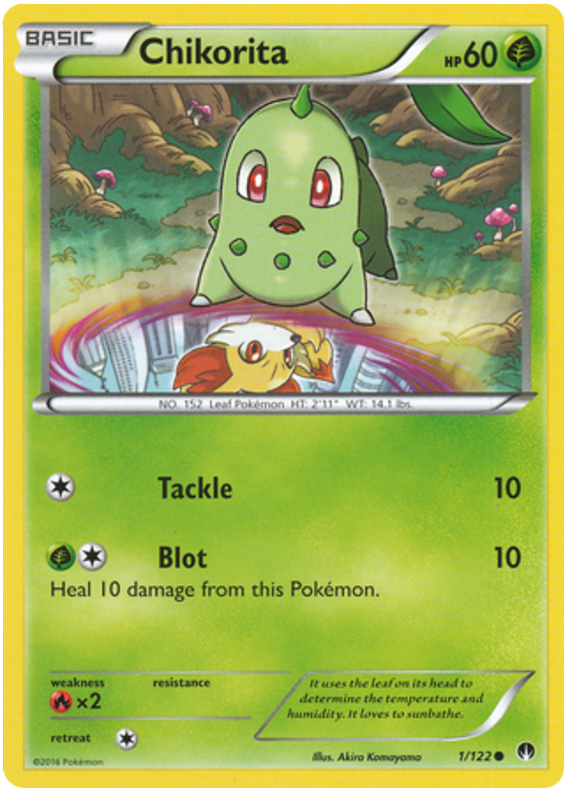 BASIC
Chikorita
HP60
NO. 152 Leaf Pokémon HT: 2'11" WT: 14.1 lbs.
Tackle 10
Blot 10
Heal 10 damage from this Pokémon.
weakness resistance
×2
retreat
It uses the leaf on its head to
determine the temperature and
humidity. It loves to sunbathe.
Illus. Akira Komayama 1/122
©2016 Pokémon